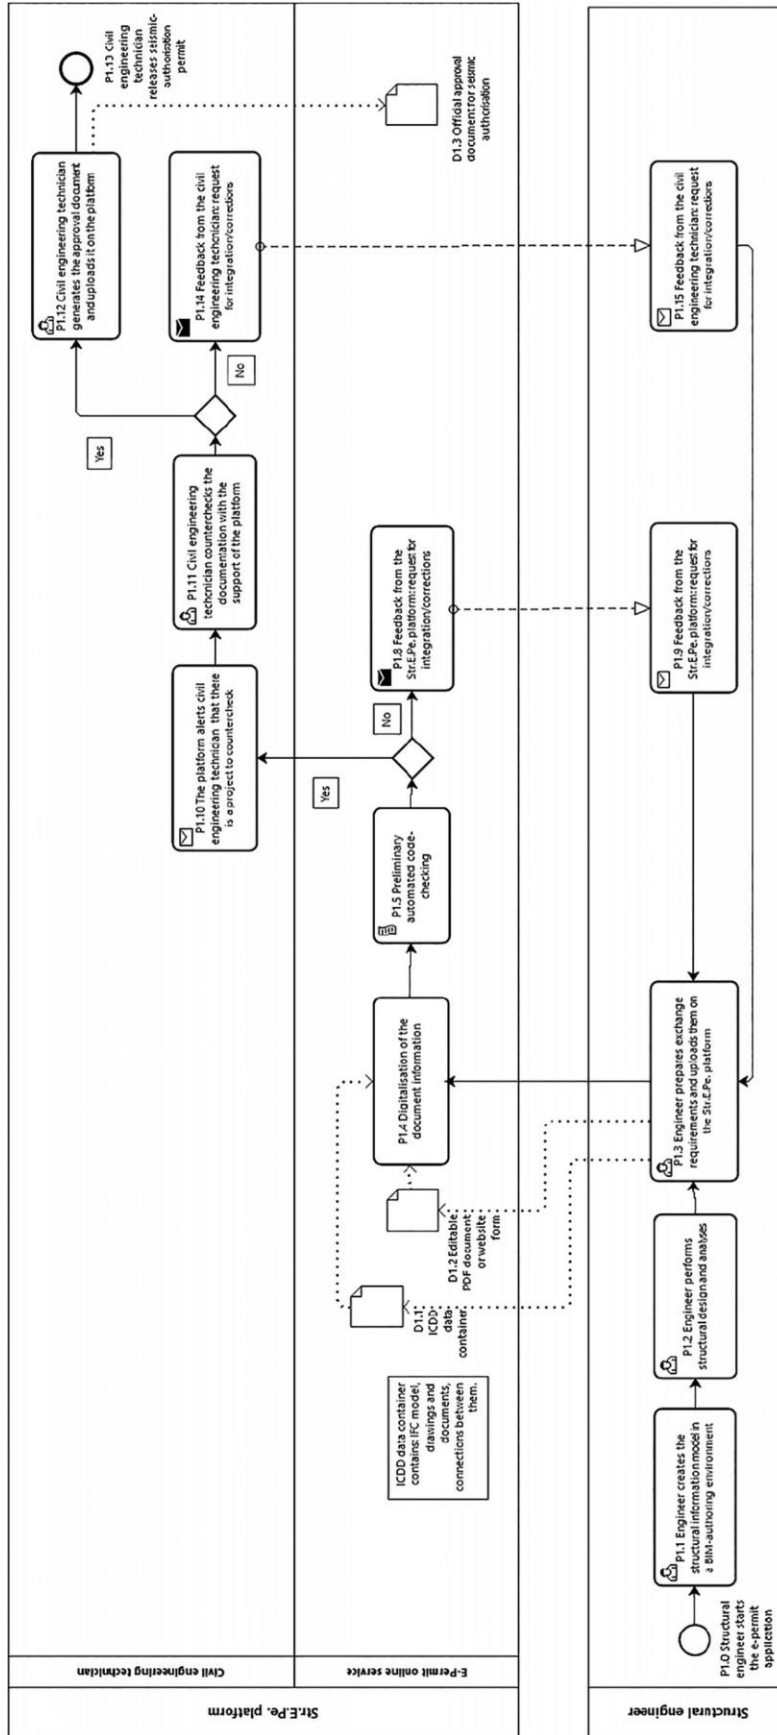 Str.E.Pe. platform
Civil engineering technician
E-Permit online service
Structural engineer
P1.13 Civil
engineering
technician
releases seismic-
authorisation
permit
P1.12 Civil engineering technician
generates the approval document
and uploads it on the platform
D1.3 Official approval
document for seismic
authorisation
Yes
No
P1.14 Feedback from the civil
engineering technician: request
for integration/corrections
P1.11 Civil engineering
techcnician counterchecks the
documentation with the
support of the platform
P1.10 The platform alerts civil
engineering technician that there
is a project to countercheck
Yes
No
P1.8 Feedback from the
Str.E.Pe. platform:request for
integration/corrections
P1.5 Preliminary
automated code-
checking
P1.4 Digitalisation of the
document information
D1.2 Editable
PDF document
or website
form
D1.1
ICDD
data-
container
ICDD data container
contains: IFC model,
drawings and
documents,
connections between
them.
P1.0 Structural
engineer starts
the e-permit
application
P1.1 Engineer creates the
structural information model in
a BIM-authoring environment
P1.2 Engineer performs
structural design and analyses
P1.3 Engineer prepares exchange
requirements and uploads them on
the Str.E.Pe. platform
P1.9 Feedback from the
Str.E.Pe. platform:request for
integration/corrections
P1.15 Feedback from the civil
engineering technician: request
for integration/corrections